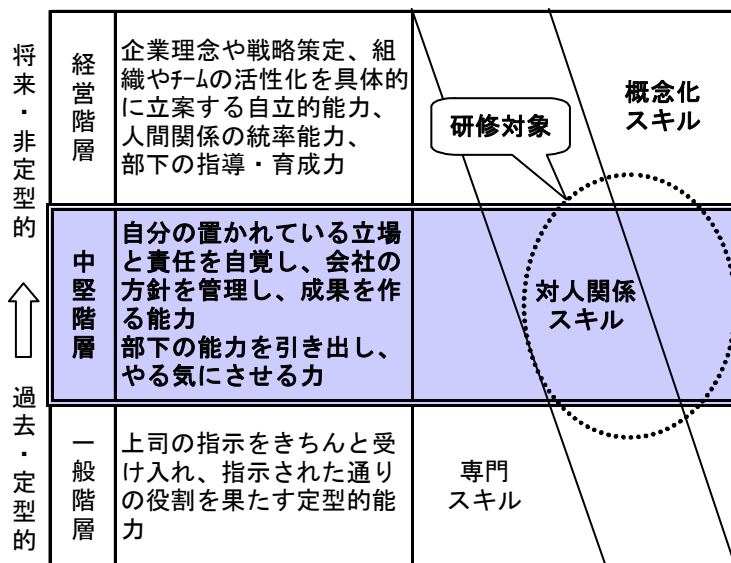 将来・非定型的
過去・定型的
経営階層
企業理念や戦略策定、組
織やﾁｰﾑの活性化を具体的
に立案する自立的能力、
人間関係の統率能力、
部下の指導・育成力
研修対象
概念化
スキル
中堅階層
自分の置かれている立場
と責任を自覚し、会社の
方針を管理し、成果を作
る能力
部下の能力を引き出し、
やる気にさせる力
対人関係
スキル
一般階層
上司の指示をきちんと受
け入れ、指示された通り
の役割を果たす定型的能
力
専門
スキル